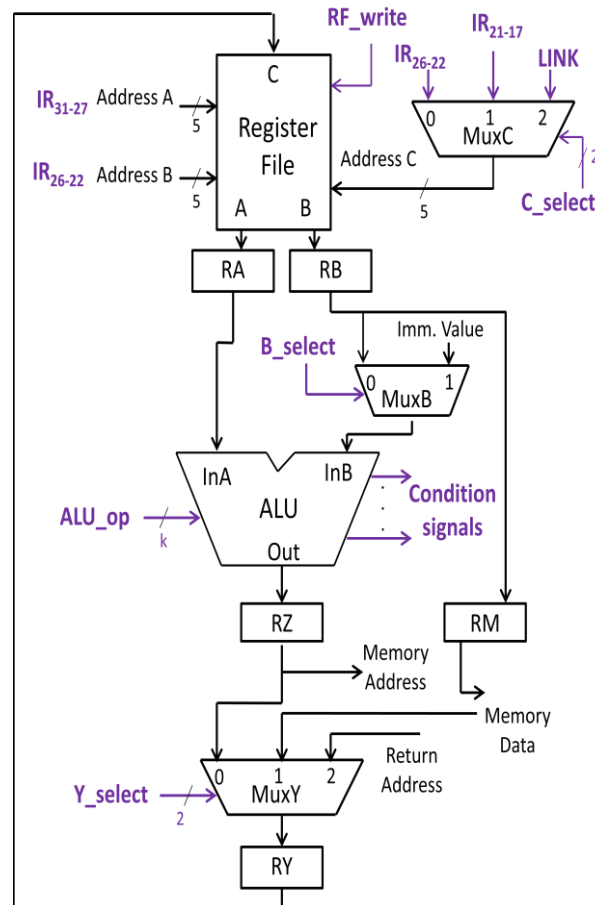 RF_write
IR21-17
IR26-22
LINK
C
IR31-27
Address A
5
Register
File
0
1
2
MuxC
2
IR26-22
Address B
5
Address C
5
C_select
A
B
RA
RB
Imm. Value
B_select
0
1
MuxB
InA
InB
ALU
Condition
signals
.
.
.
ALU_op
k
Out
RZ
RM
Memory
Address
Memory
Data
Return
Address
0
1
2
MuxY
Y_select
2
RY